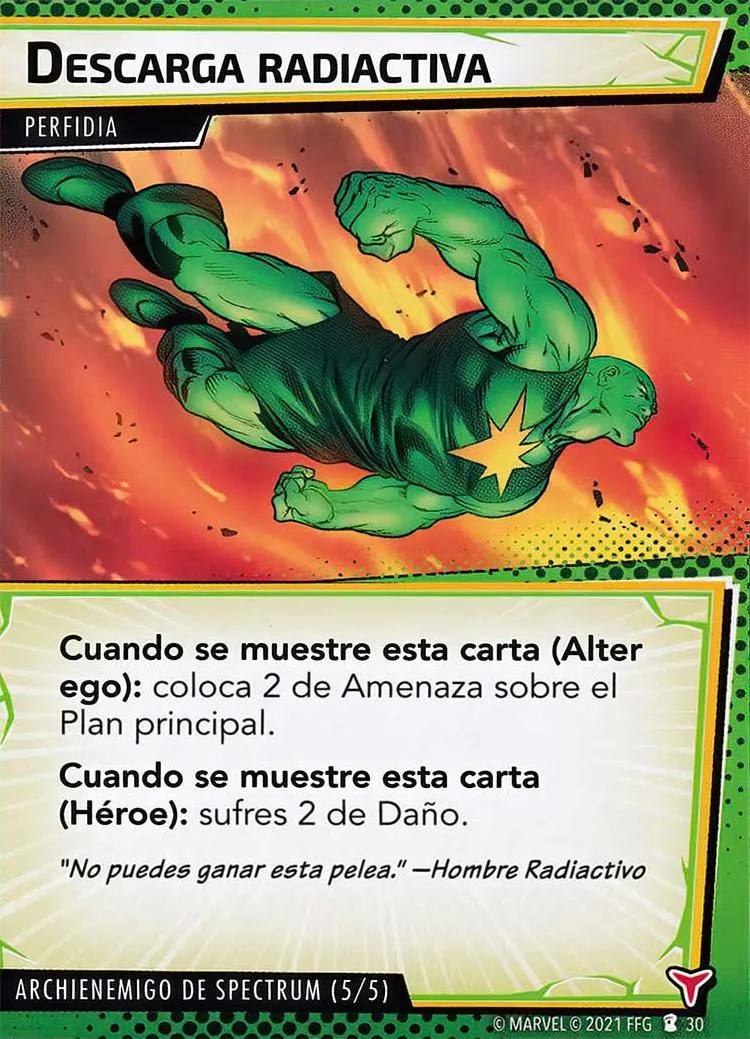 DESCARGA RADIACTIVA
PERFIDIA
Cuando se muestre esta carta (Alter
ego): coloca 2 de Amenaza sobre el
Plan principal.
Cuando se muestre esta carta
(Héroe): sufres 2 de Daño.
"No puedes ganar esta pelea." —Hombre Radiactivo
ARCHIENEMIGO DE SPECTRUM (5/5)
© MARVEL © 2021 FFG 30